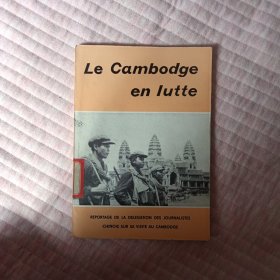 Le Cambodge
en lutte
REPORTAGE DE LA DELEGATION DES JOURNALISTES
CHINOIS SUR SA VISITE AU CAMBODGE